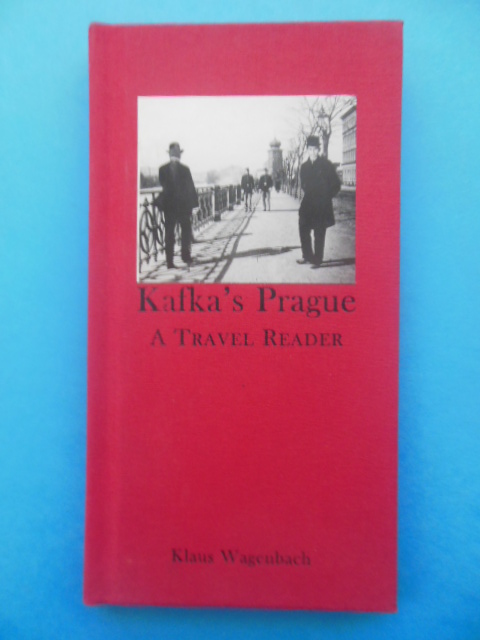 Kafka's Prague
A TRAVEL READER
Klaus Wagenbach